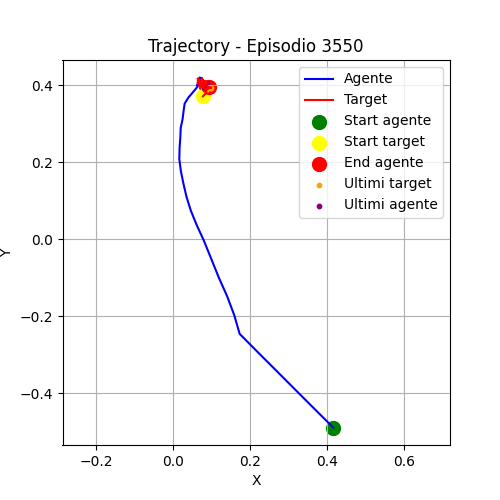 Trajectory - Episodio 3550
Agente
Target
Start agente
Start target
End agente
Ultimi target
Ultimi agente
0.4
0.2
0.0
−0.2
−0.4
Y
−0.2
0.0
0.2
0.4
0.6
X